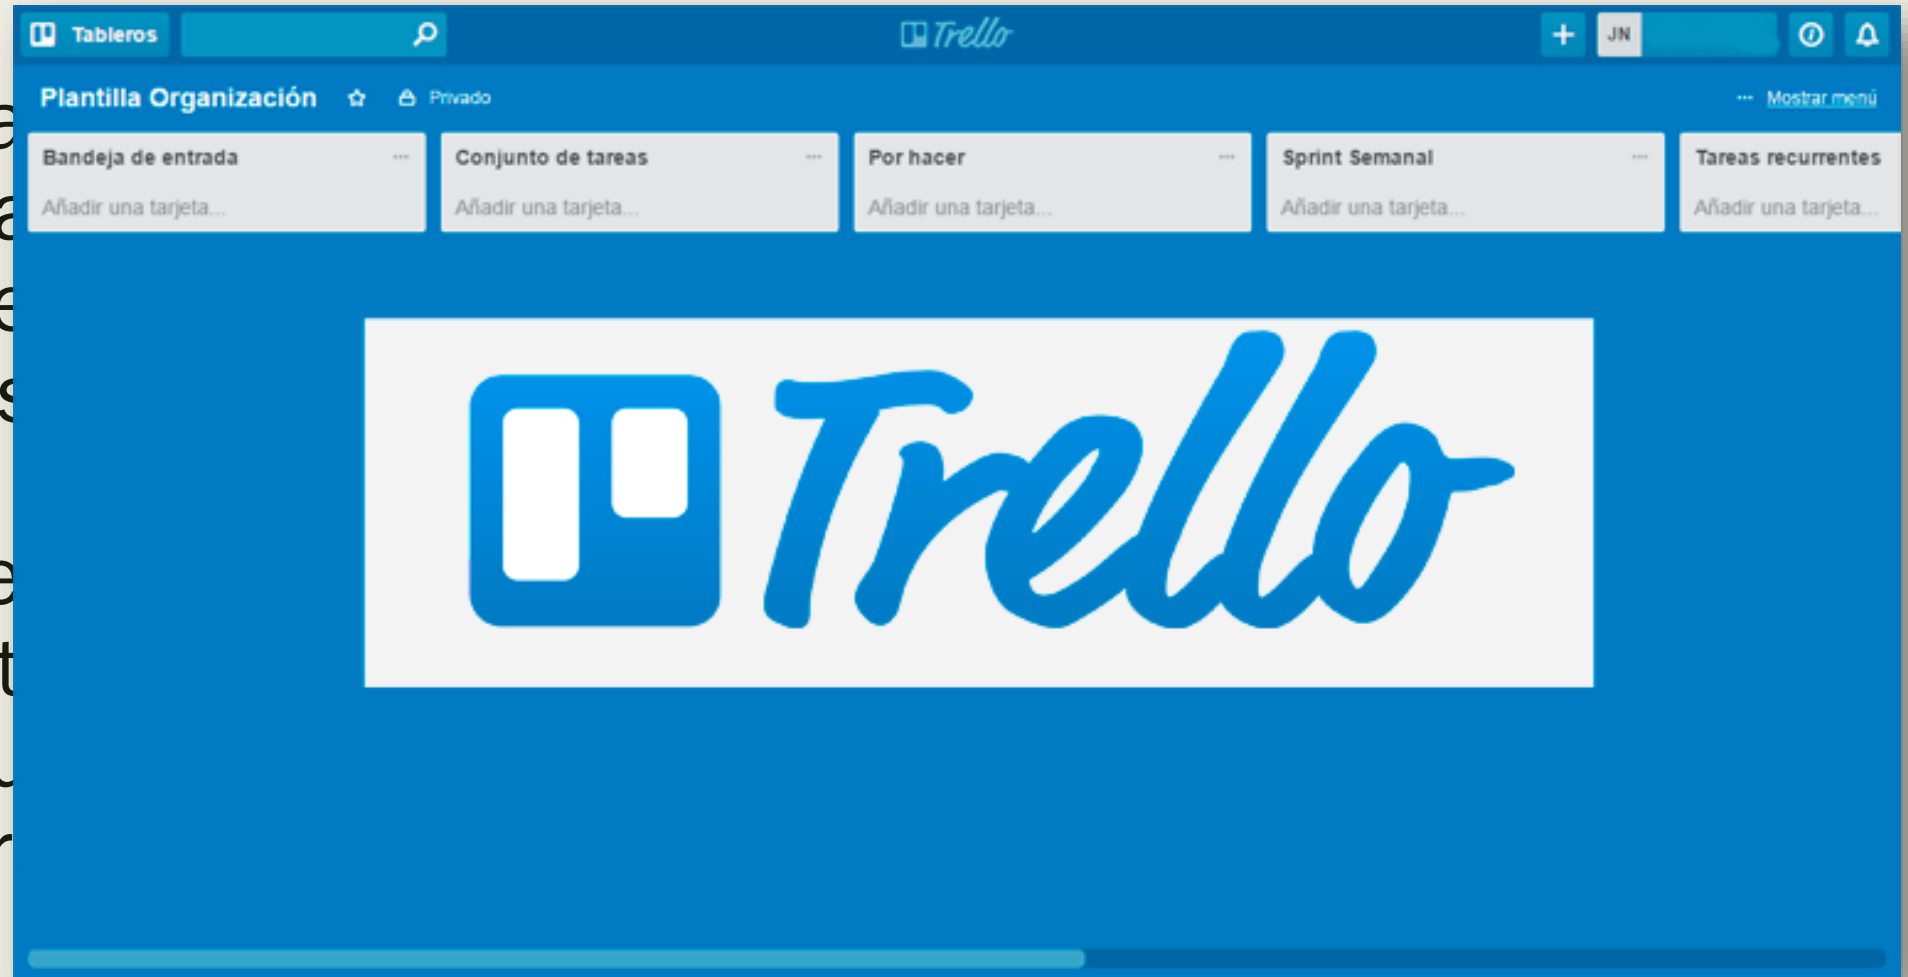 Tableros
Trello
JN
Plantilla Organización
Privado
··· Mostrar menú
Bandeja de entrada ···
Conjunto de tareas ···
Por hacer ···
Sprint Semanal ···
Tareas recurrentes
Añadir una tarjeta...
Añadir una tarjeta...
Añadir una tarjeta...
Añadir una tarjeta...
Añadir una tarjeta...
Trello